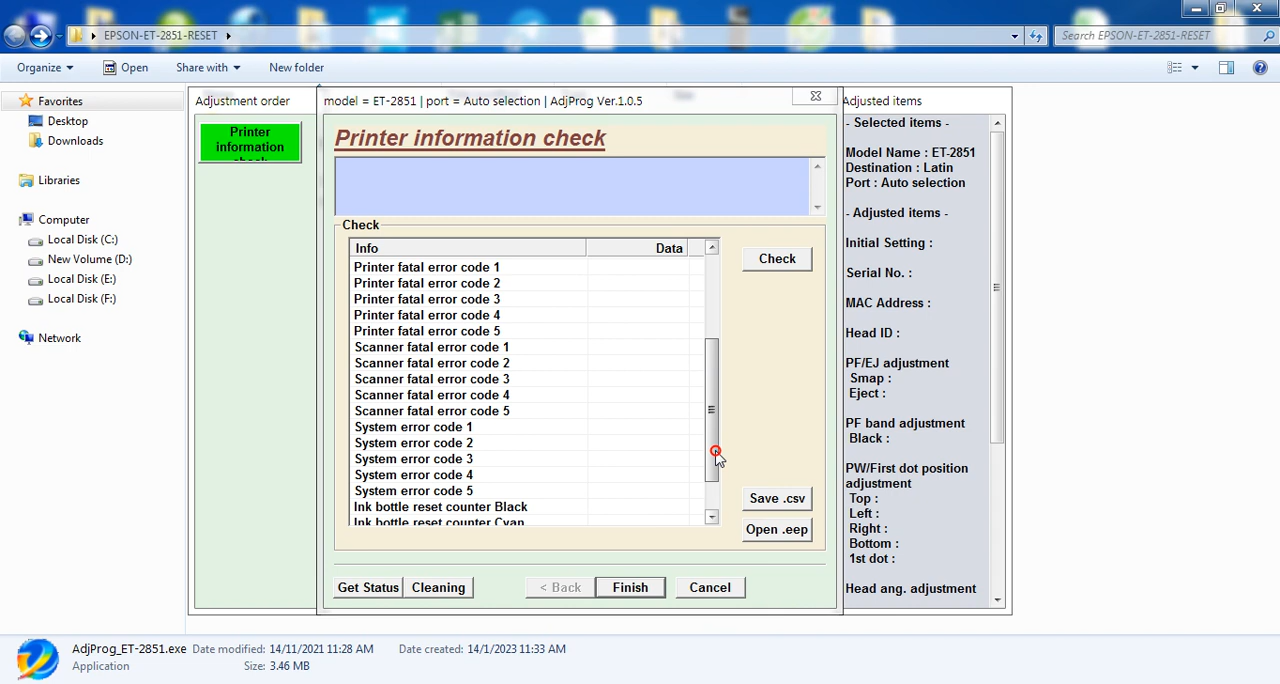 EPSON-ET-2851-RESET
Search EPSON-ET-2851-RESET
Organize
Open
Share with
New folder
Favorites
Desktop
Downloads
Libraries
Computer
Local Disk (C:)
New Volume (D:)
Local Disk (E:)
Local Disk (F:)
Network
Adjustment order
Printer
information
check
model = ET-2851 | port = Auto selection | AdjProg Ver.1.0.5
Printer information check
Check
Info Data
Printer fatal error code 1
Printer fatal error code 2
Printer fatal error code 3
Printer fatal error code 4
Printer fatal error code 5
Scanner fatal error code 1
Scanner fatal error code 2
Scanner fatal error code 3
Scanner fatal error code 4
Scanner fatal error code 5
System error code 1
System error code 2
System error code 3
System error code 4
System error code 5
Ink bottle reset counter Black
Ink bottle reset counter Cyan
Check
Save .csv
Open .eep
Get Status
Cleaning
< Back
Finish
Cancel
Adjusted items
- Selected items -
Model Name : ET-2851
Destination : Latin
Port : Auto selection
- Adjusted items -
Initial Setting :
Serial No. :
MAC Address :
Head ID :
PF/EJ adjustment
Smap :
Eject :
PF band adjustment
Black :
PW/First dot position
adjustment
Top :
Left :
Right :
Bottom :
1st dot :
Head ang. adjustment
AdjProg_ET-2851.exe Date modified: 14/11/2021 11:28 AM Date created: 14/1/2023 11:33 AM
Application Size: 3.46 MB